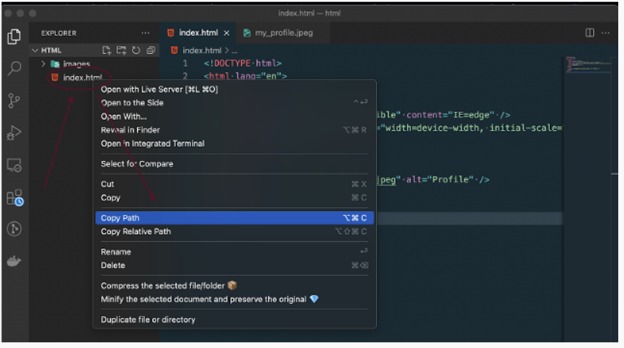 index.html — html
EXPLORER
index.html
my_profile.jpeg
HTML
index.html > ...
images
index.html
1 <!DOCTYPE html>
2 <html lang="en">
ible" content="IE=edge" />
"width=device-width, initial-scale=
jpeg" alt="Profile" />
Open with Live Server [⌘L ⌘O]
Open to the Side
Open With...
Reveal in Finder ⌥⌘R
Open in Integrated Terminal
Select for Compare
Cut ⌘X
Copy ⌘C
Copy Path ⌥⌘C
Copy Relative Path ⌥⇧⌘C
Rename
Delete
Compress the selected file/folder 📦
Minify the selected document and preserve the original 💎
Duplicate file or directory